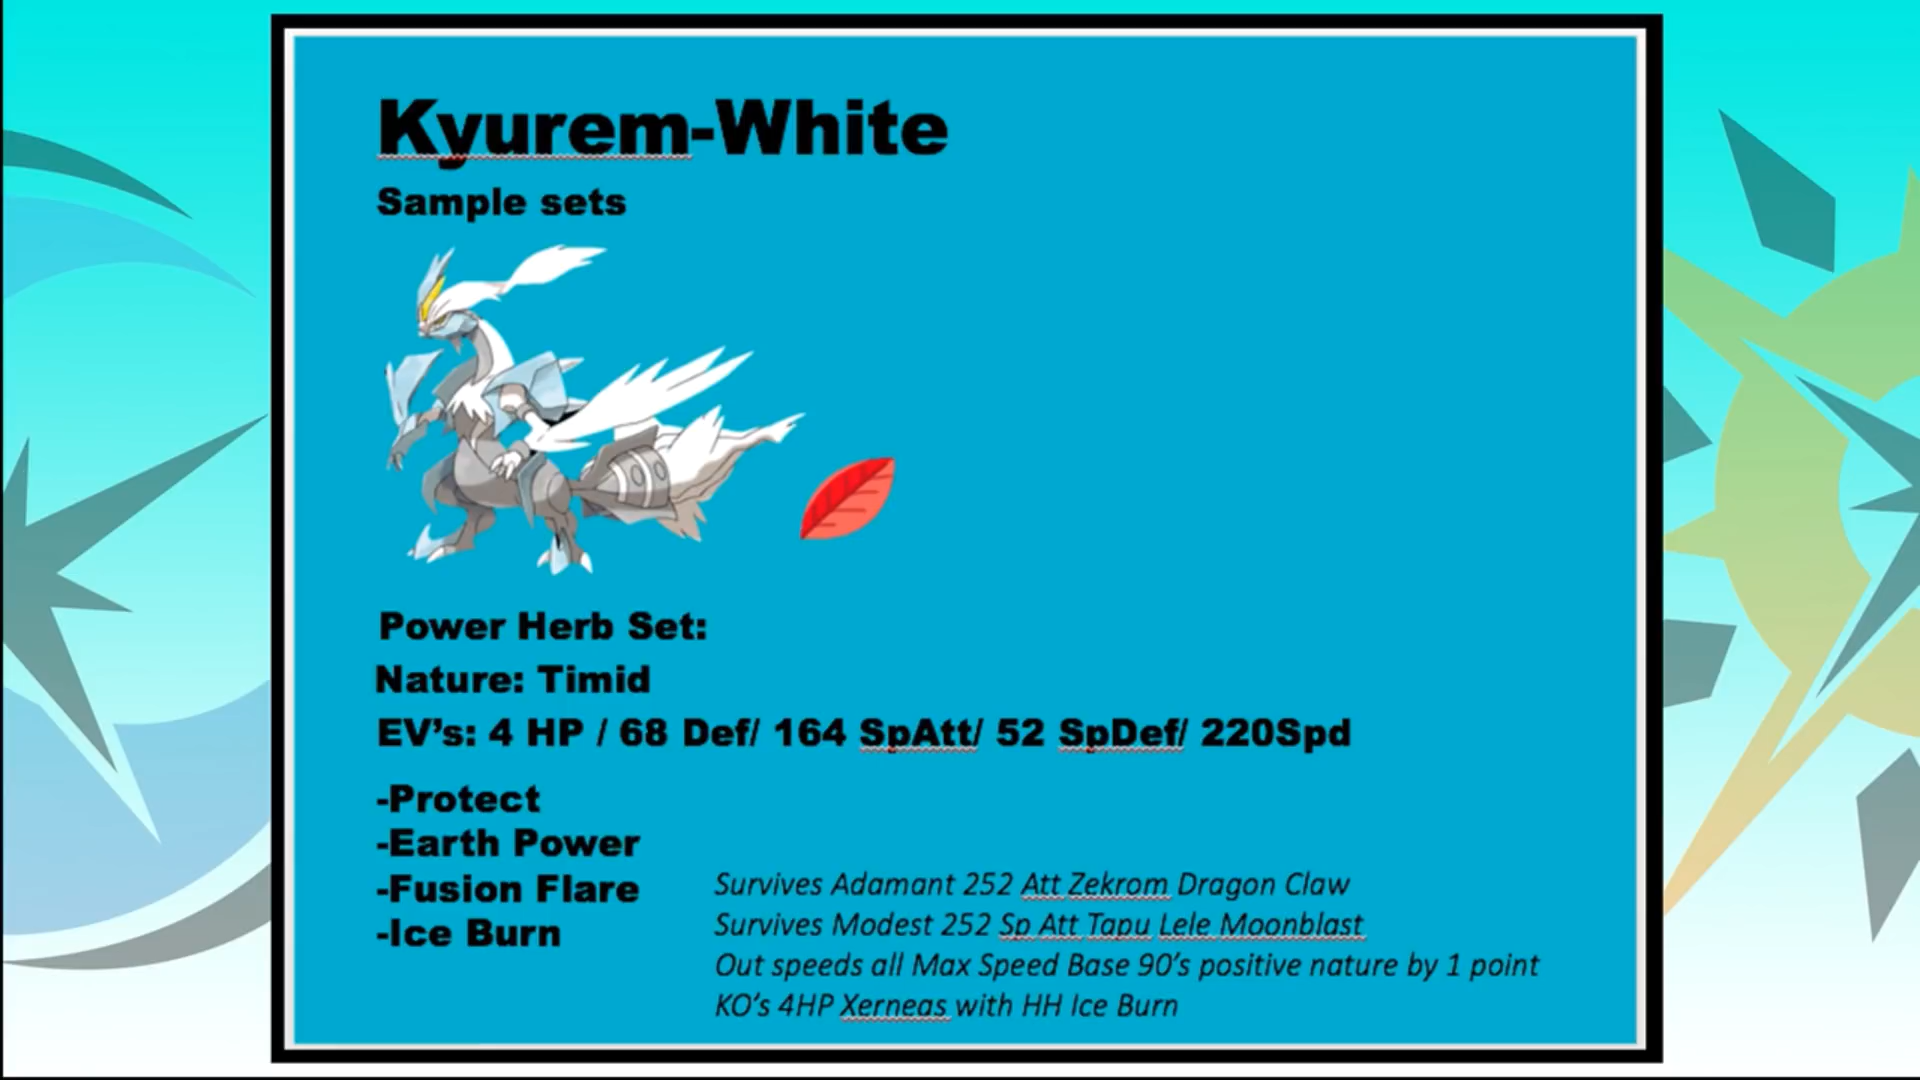 Kyurem-White
Sample sets
Power Herb Set:
Nature: Timid
EV’s: 4 HP / 68 Def/ 164 SpAtt/ 52 SpDef/ 220Spd
-Protect
-Earth Power
-Fusion Flare
-Ice Burn
Survives Adamant 252 Att Zekrom Dragon Claw
Survives Modest 252 Sp Att Tapu Lele Moonblast
Out speeds all Max Speed Base 90’s positive nature by 1 point
KO’s 4HP Xerneas with HH Ice Burn